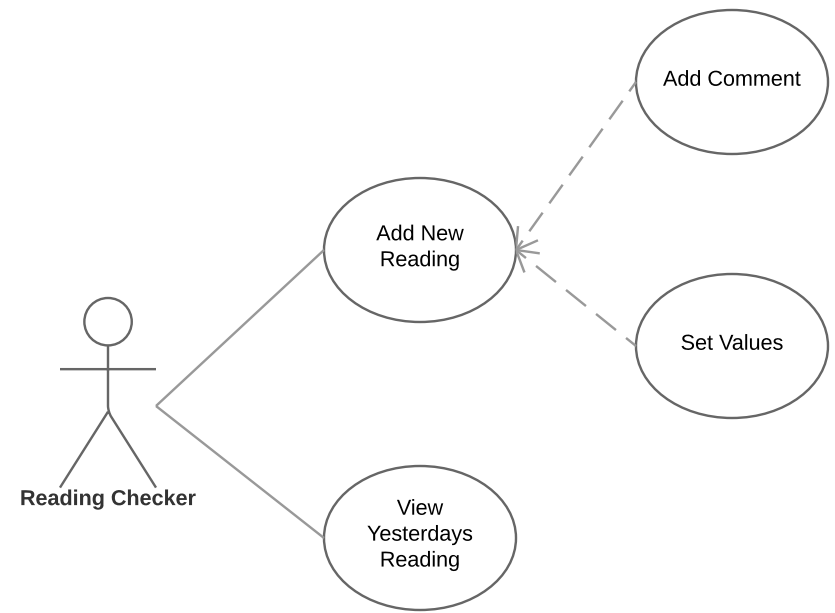 Add Comment
Add New
Reading
Set Values
Reading Checker
View
Yesterdays
Reading